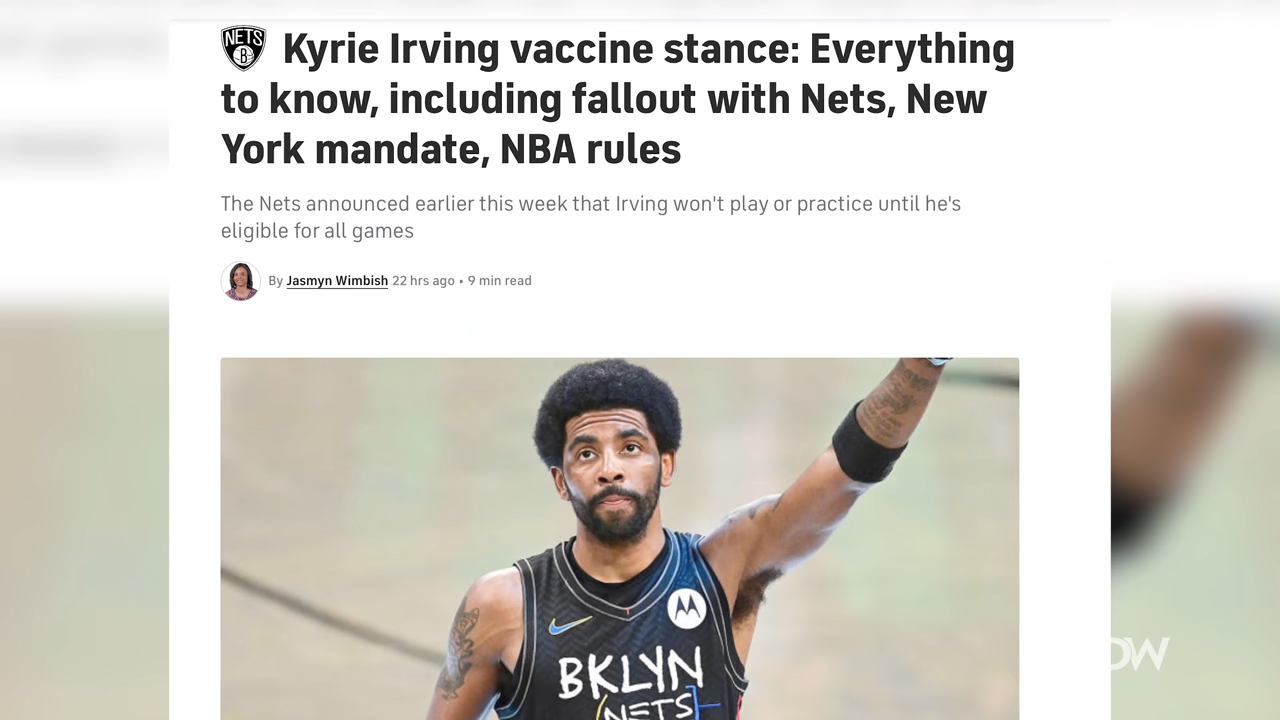 NETS
B
Kyrie Irving vaccine stance: Everything
to know, including fallout with Nets, New
York mandate, NBA rules
The Nets announced earlier this week that Irving won't play or practice until he's
eligible for all games
By Jasmyn Wimbish 22 hrs ago • 9 min read
BKLYN
NETS
OW